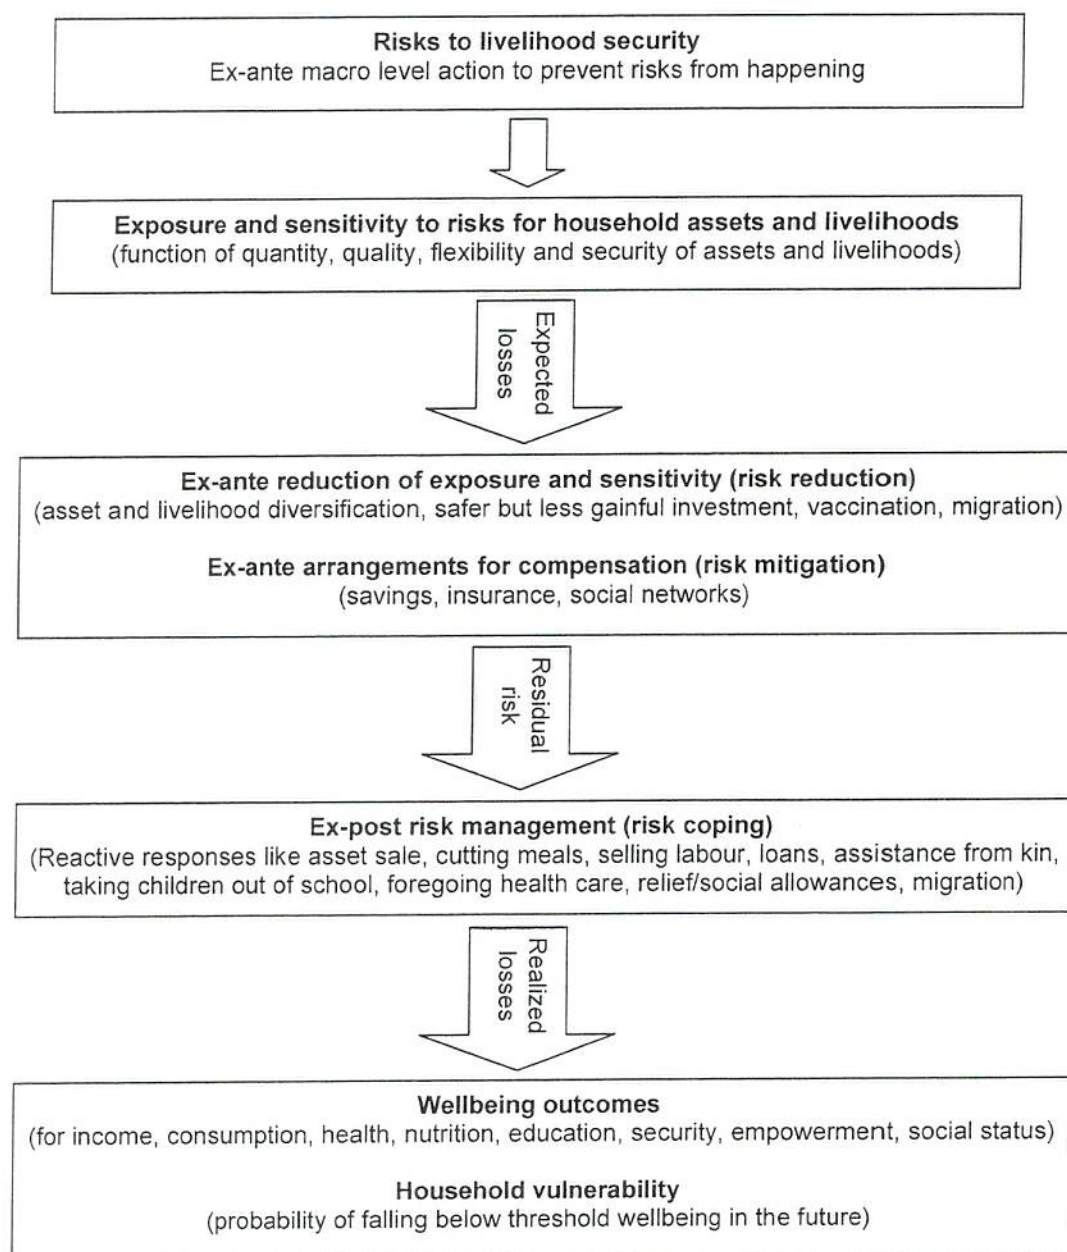 Risks to livelihood security
Ex-ante macro level action to prevent risks from happening
Exposure and sensitivity to risks for household assets and livelihoods
(function of quantity, quality, flexibility and security of assets and livelihoods)
Expected
losses
Ex-ante reduction of exposure and sensitivity (risk reduction)
(asset and livelihood diversification, safer but less gainful investment, vaccination, migration)
Ex-ante arrangements for compensation (risk mitigation)
(savings, insurance, social networks)
Residual
risk
Ex-post risk management (risk coping)
(Reactive responses like asset sale, cutting meals, selling labour, loans, assistance from kin,
taking children out of school, foregoing health care, relief/social allowances, migration)
Realized
losses
Wellbeing outcomes
(for income, consumption, health, nutrition, education, security, empowerment, social status)
Household vulnerability
(probability of falling below threshold wellbeing in the future)